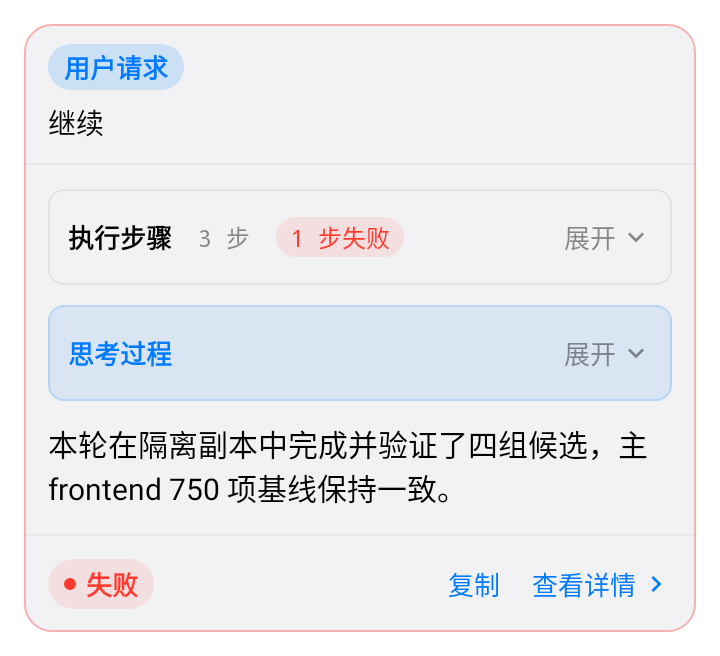 用户请求
继续
执行步骤 3 步 1 步失败 展开
思考过程 展开
本轮在隔离副本中完成并验证了四组候选，主
frontend 750 项基线保持一致。
失败 复制 查看详情